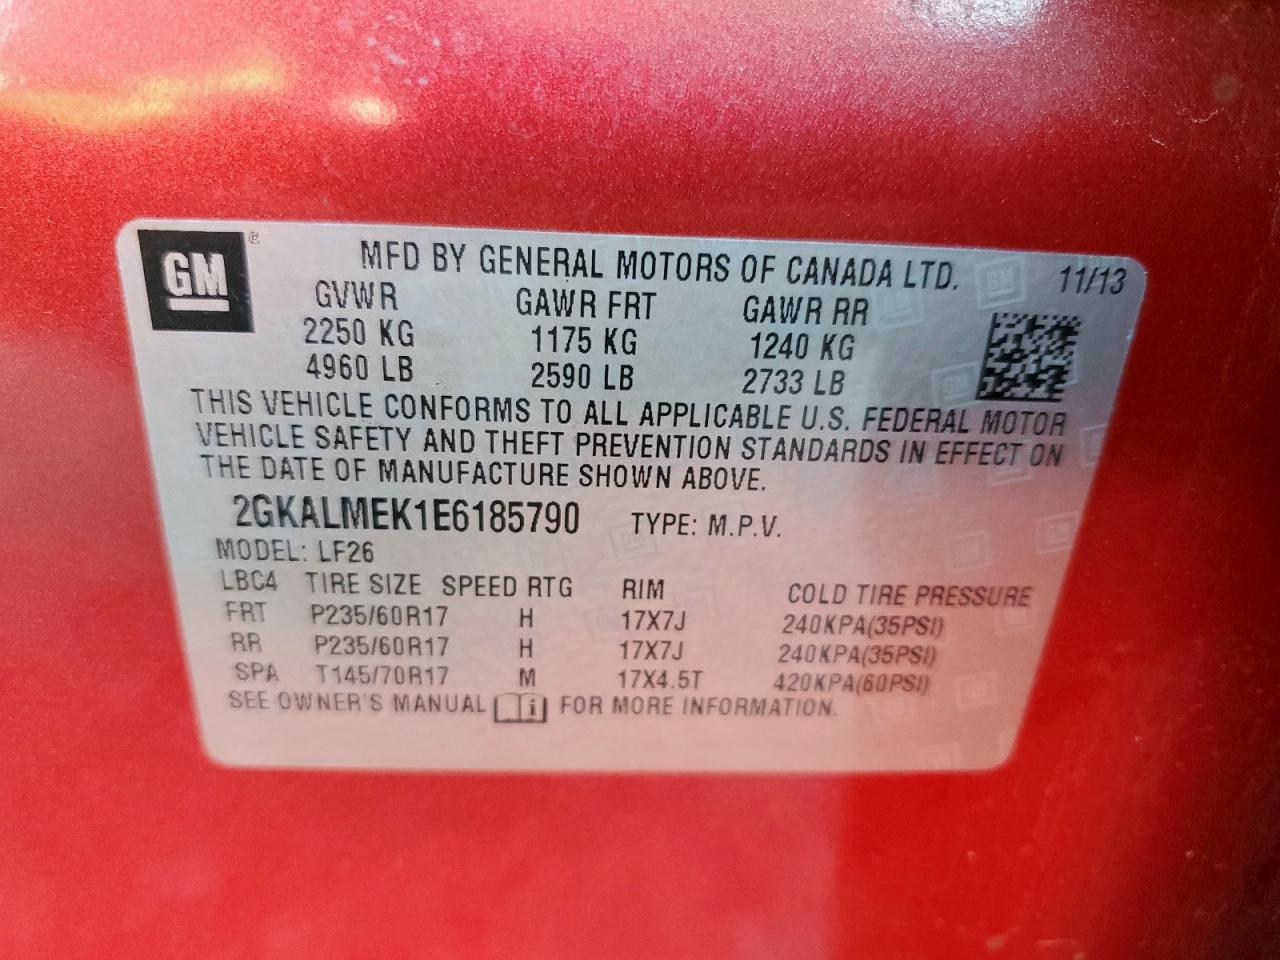 GM ®
MFD BY GENERAL MOTORS OF CANADA LTD. 11/13
GVWR GAWR FRT GAWR RR
2250 KG 1175 KG 1240 KG
4960 LB 2590 LB 2733 LB
THIS VEHICLE CONFORMS TO ALL APPLICABLE U.S. FEDERAL MOTOR
VEHICLE SAFETY AND THEFT PREVENTION STANDARDS IN EFFECT ON
THE DATE OF MANUFACTURE SHOWN ABOVE.
2GKALMEK1E6185790 TYPE: M.P.V.
MODEL: LF26
LBC4 TIRE SIZE SPEED RTG RIM COLD TIRE PRESSURE
FRT P235/60R17 H 17X7J 240KPA(35PSI)
RR P235/60R17 H 17X7J 240KPA(35PSI)
SPA T145/70R17 M 17X4.5T 420KPA(60PSI)
SEE OWNER'S MANUAL i FOR MORE INFORMATION.